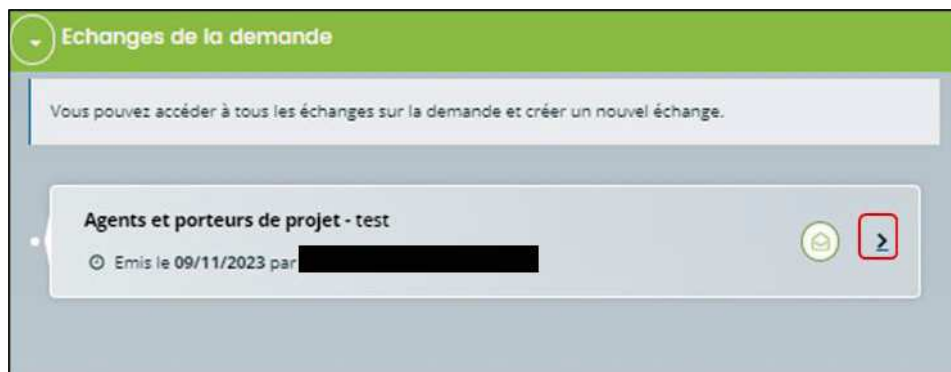 Echanges de la demande
Vous pouvez accéder à tous les échanges sur la demande et créer un nouvel échange.
Agents et porteurs de projet - test
Emis le 09/11/2023 par